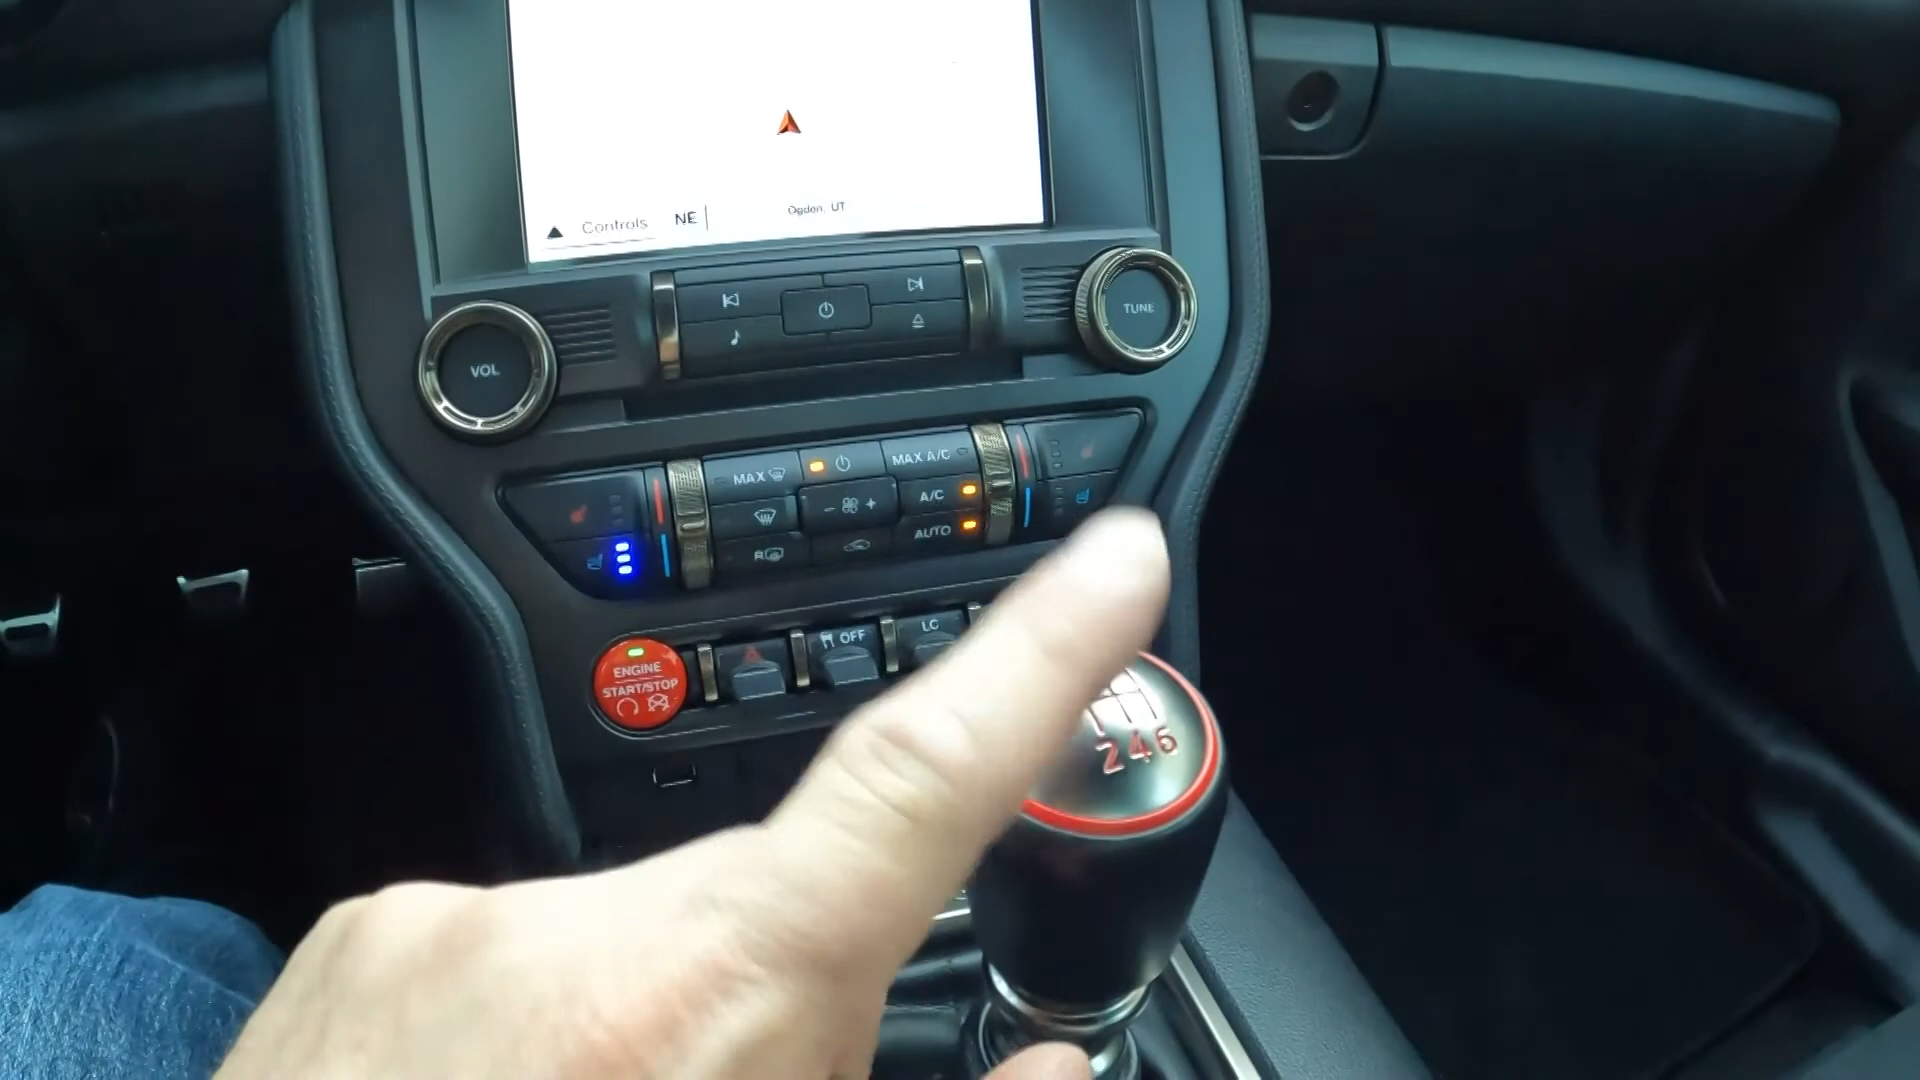 Controls NE Ogden, UT
VOL
TUNE
MAX
MAX A/C
A/C
AUTO
R
OFF
LC
ENGINE
START/STOP
2 4 6